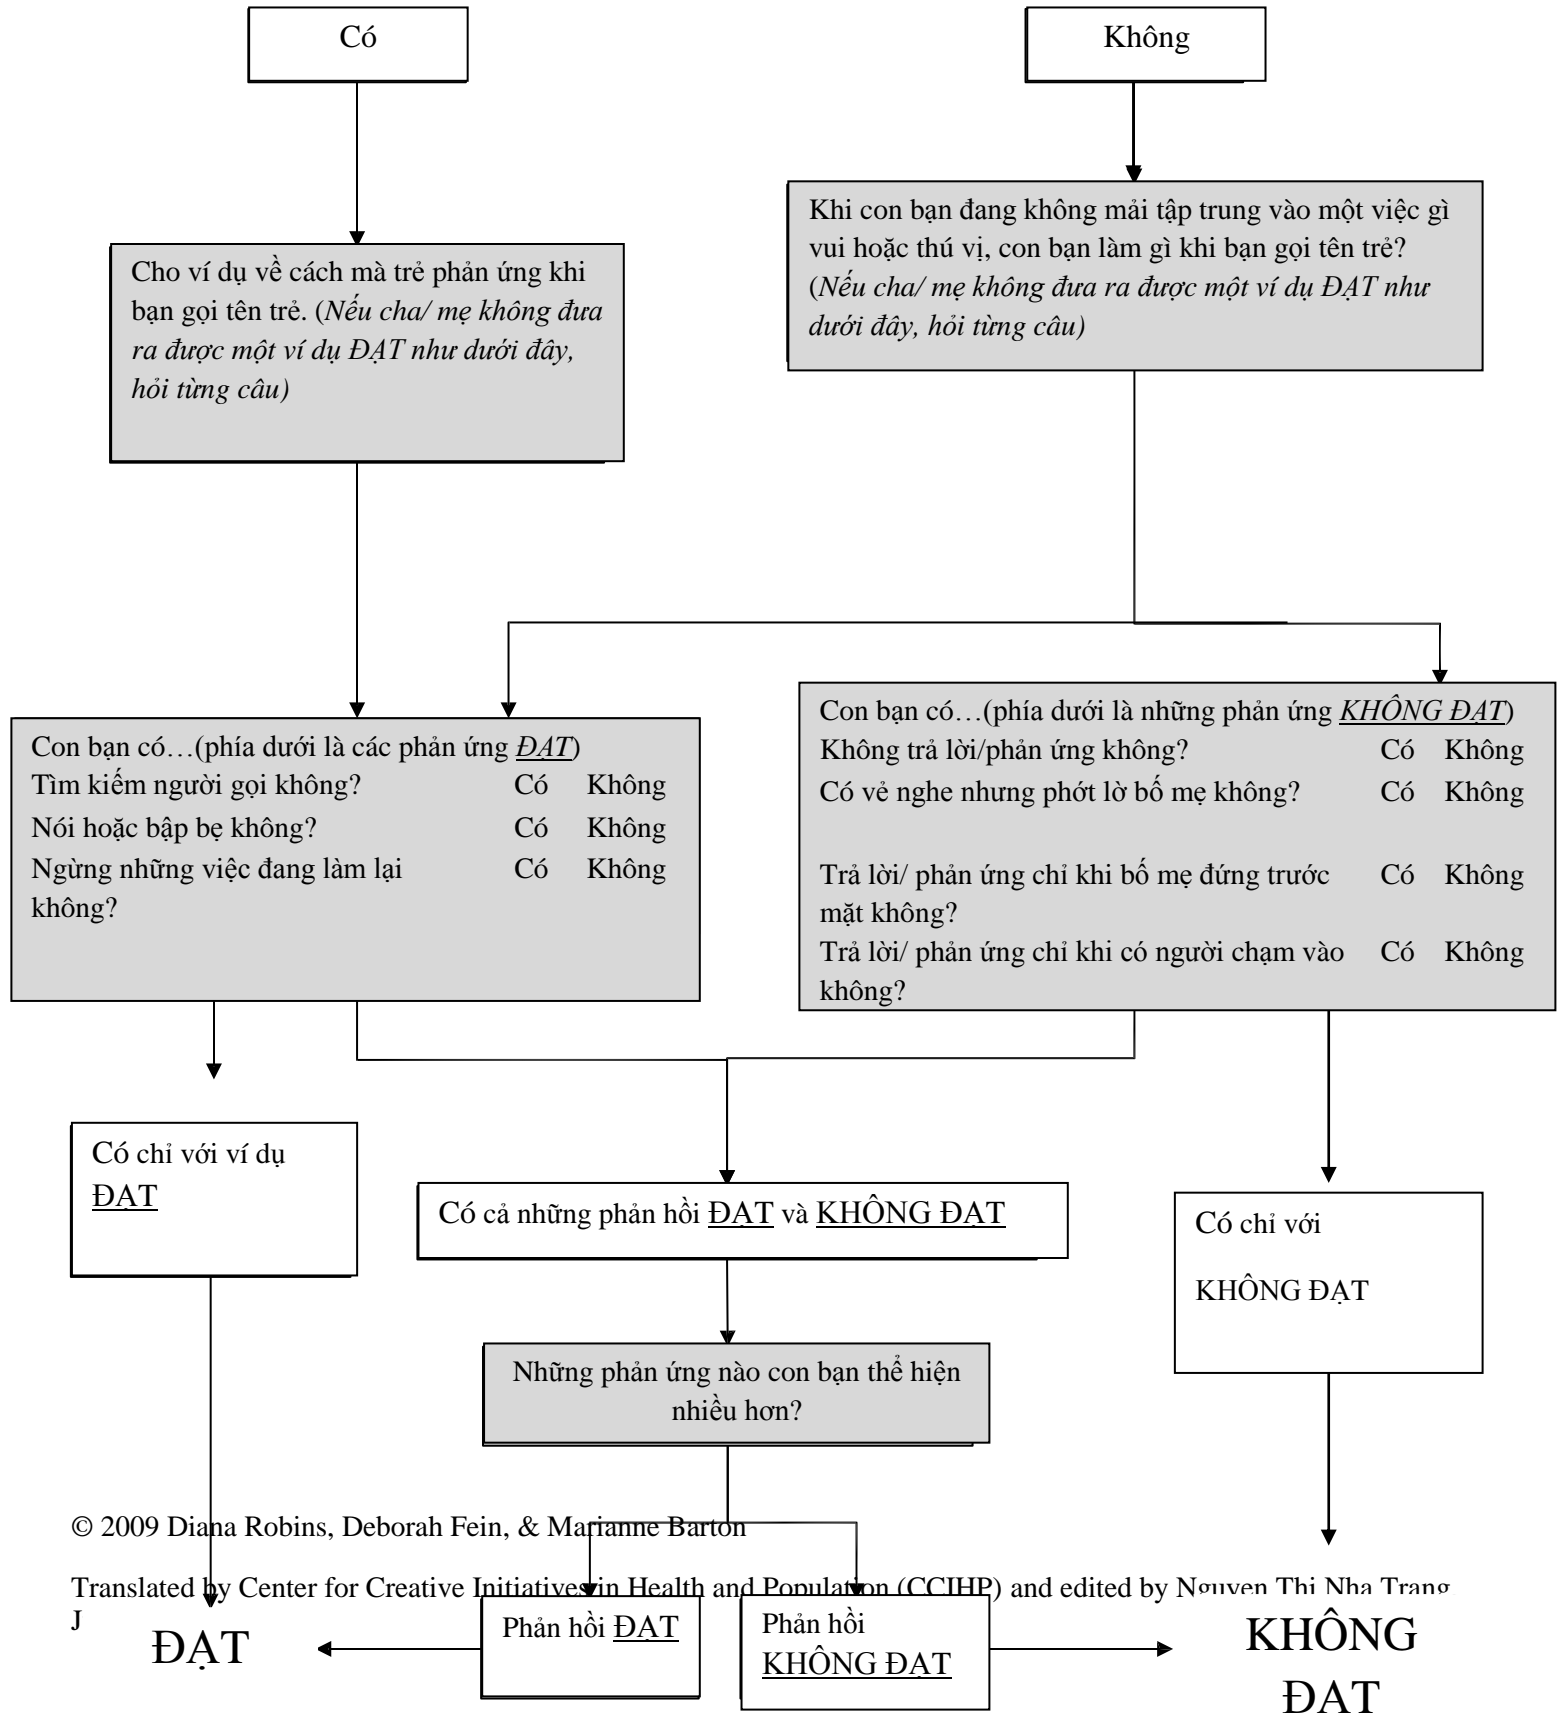 Có
Không
Cho ví dụ về cách mà trẻ phản ứng khi
bạn gọi tên trẻ. (Nếu cha/ mẹ không đưa
ra được một ví dụ ĐẠT như dưới đây,
hỏi từng câu)
Khi con bạn đang không mải tập trung vào một việc gì
vui hoặc thú vị, con bạn làm gì khi bạn gọi tên trẻ?
(Nếu cha/ mẹ không đưa ra được một ví dụ ĐẠT như
dưới đây, hỏi từng câu)
Con bạn có…(phía dưới là các phản ứng ĐẠT)
Tìm kiếm người gọi không? Có Không
Nói hoặc bập bẹ không? Có Không
Ngừng những việc đang làm lại Có Không
không?
Con bạn có…(phía dưới là những phản ứng KHÔNG ĐẠT)
Không trả lời/phản ứng không? Có Không
Có vẻ nghe nhưng phớt lờ bố mẹ không? Có Không
Trả lời/ phản ứng chỉ khi bố mẹ đứng trước Có Không
mặt không?
Trả lời/ phản ứng chỉ khi có người chạm vào Có Không
không?
Có chỉ với ví dụ
ĐẠT
Có cả những phản hồi ĐẠT và KHÔNG ĐẠT
Có chỉ với
KHÔNG ĐẠT
Những phản ứng nào con bạn thể hiện
nhiều hơn?
© 2009 Diana Robins, Deborah Fein, & Marianne Barton
Translated by Center for Creative Initiatives in Health and Population (CCIHP) and edited by Nguyen Thi Nha Trang
J
ĐẠT
Phản hồi ĐẠT
Phản hồi
KHÔNG ĐẠT
KHÔNG
ĐẠT